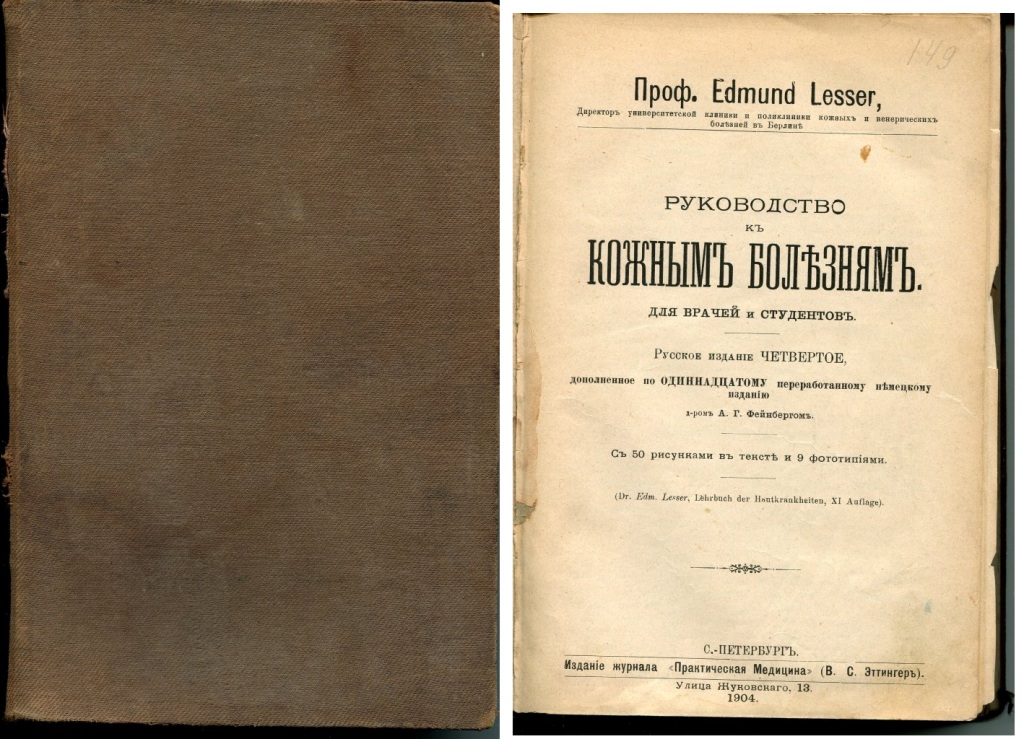 149
Проф. Edmund Lesser,
Директоръ университетской клиники и поликлиники кожныхъ и венерическихъ
болѣзней въ Берлинѣ
РУКОВОДСТВО
КЪ
КОЖНЫМЪ БОЛѢЗНЯМЪ.
ДЛЯ ВРАЧЕЙ и СТУДЕНТОВЪ.
Русское издание ЧЕТВЕРТОЕ,
дополненное по ОДИННАДЦАТОМУ переработанному нѣмецкому
изданію
д-ромъ А. Г. Фейнбергомъ.
Съ 50 рисунками въ текстѣ и 9 фототипіями.
(Dr. Edm. Lesser, Lehrbuch der Hautkrankheiten, XI Auflage).
С.-ПЕТЕРБУРГЪ.
Изданіе журнала «Практическая Медицина» (В. С. Эттингеръ).
Улица Жуковскаго, 13.
1904.